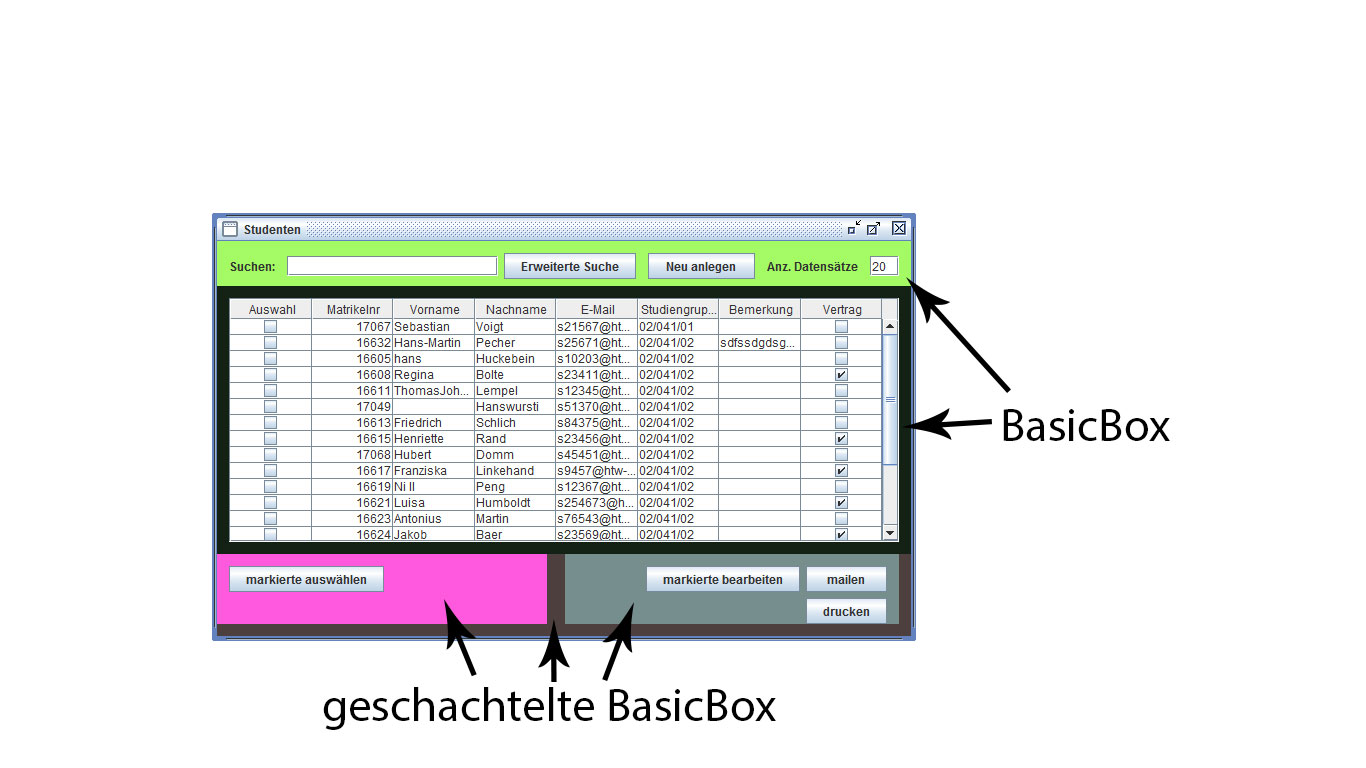 Studenten
Suchen: Erweiterte Suche Neu anlegen Anz. Datensätze 20
Auswahl Matrikelnr Vorname Nachname E-Mail Studiengrup... Bemerkung Vertrag
17067 Sebastian Voigt s21567@ht... 02/041/01
16632 Hans-Martin Pecher s25671@ht... 02/041/02 sdfssdgdsg...
16605 hans Huckebein s10203@ht... 02/041/02
16608 Regina Bolte s23411@ht... 02/041/02
16611 ThomasJoh... Lempel s12345@ht... 02/041/02
17049 Hanswursti s51370@ht... 02/041/02
16613 Friedrich Schlich s84375@ht... 02/041/02
16615 Henriette Rand s23456@ht... 02/041/02
17068 Hubert Domm s45451@ht... 02/041/02
16617 Franziska Linkehand s9457@htw-... 02/041/02
16619 Ni II Peng s12367@ht... 02/041/02
16621 Luisa Humboldt s254673@h... 02/041/02
16623 Antonius Martin s76543@ht... 02/041/02
16624 Jakob Baer s23569@ht... 02/041/02
BasicBox
markierte auswählen markierte bearbeiten mailen
drucken
geschachtelte BasicBox